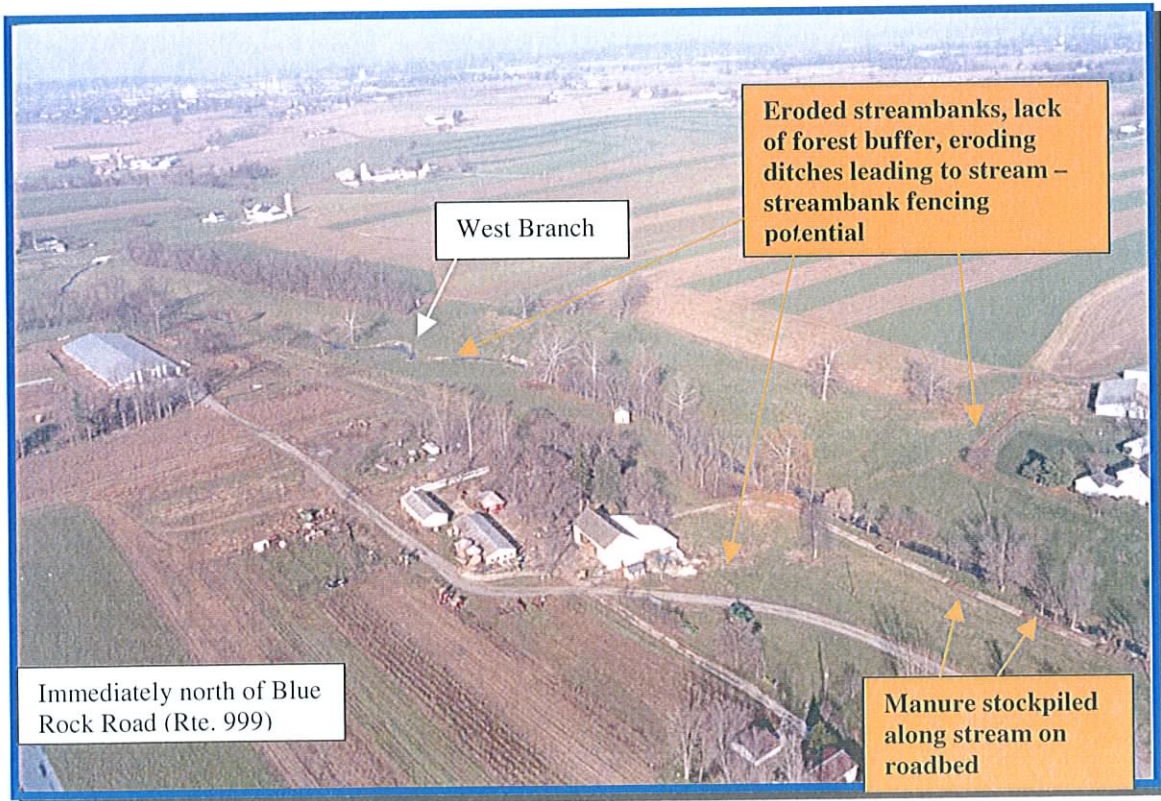 Eroded streambanks, lack
of forest buffer, eroding
ditches leading to stream –
streambank fencing
potential
West Branch
Immediately north of Blue
Rock Road (Rte. 999)
Manure stockpiled
along stream on
roadbed